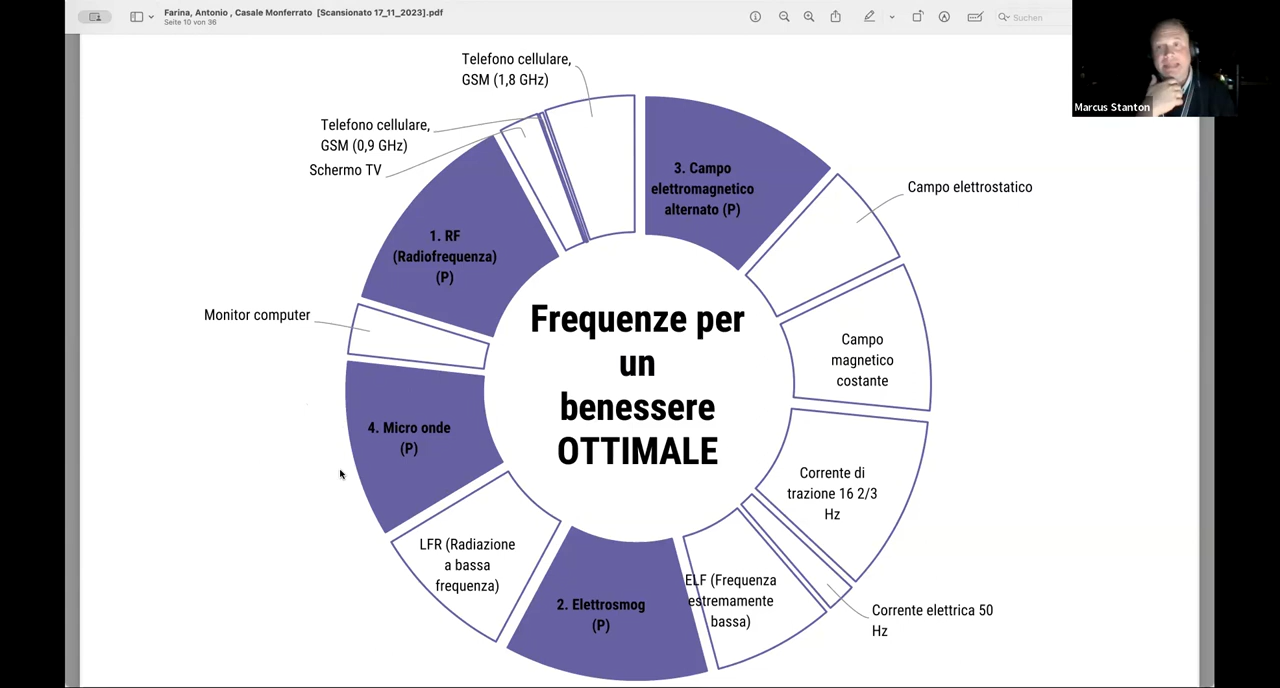 Farina, Antonio , Casale Monferrato [Scansionato 17_11_2023].pdf
Seite 10 von 36
Suchen
Marcus Stanton
Telefono cellulare,
GSM (1,8 GHz)
Telefono cellulare,
GSM (0,9 GHz)
Schermo TV
3. Campo
elettromagnetico
alternato (P)
Campo elettrostatico
1. RF
(Radiofrequenza)
(P)
Monitor computer
Frequenze per
un
benessere
OTTIMALE
Campo
magnetico
costante
4. Micro onde
(P)
Corrente di
trazione 16 2/3
Hz
LFR (Radiazione
a bassa
frequenza)
2. Elettrosmog
(P)
ELF (Frequenza
estremamente
bassa)
Corrente elettrica 50
Hz